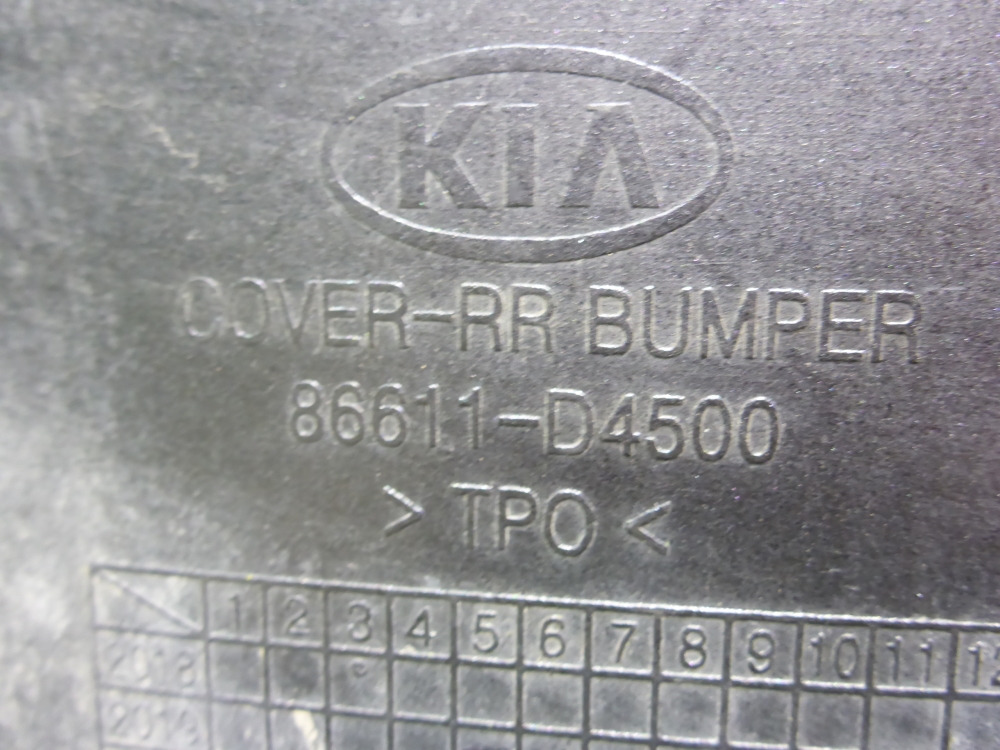 KIA
COVER-RR BUMPER
86611-D4500
> TPO <
1 2 3 4 5 6 7 8 9 10 11 12
2018
2019